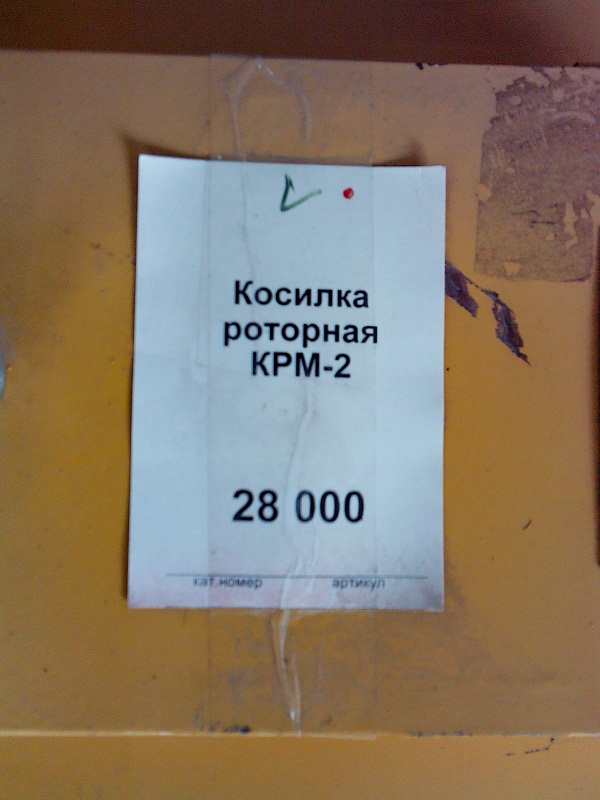 Косилка
роторная
КРМ-2
28 000
кат.номер артикул